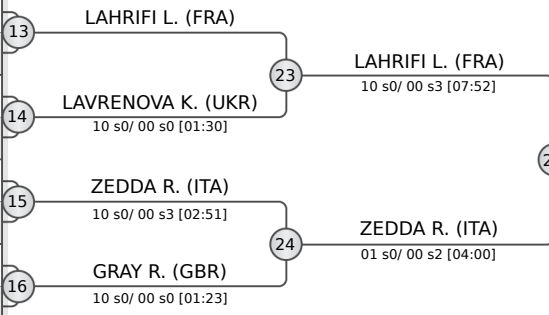 LAHRIFI L. (FRA)
13
LAHRIFI L. (FRA)
23
10 s0/ 00 s3 [07:52]
LAVRENOVA K. (UKR)
14
10 s0/ 00 s0 [01:30]
ZEDDA R. (ITA)
15
10 s0/ 00 s3 [02:51]
ZEDDA R. (ITA)
24
01 s0/ 00 s2 [04:00]
GRAY R. (GBR)
16
10 s0/ 00 s0 [01:23]